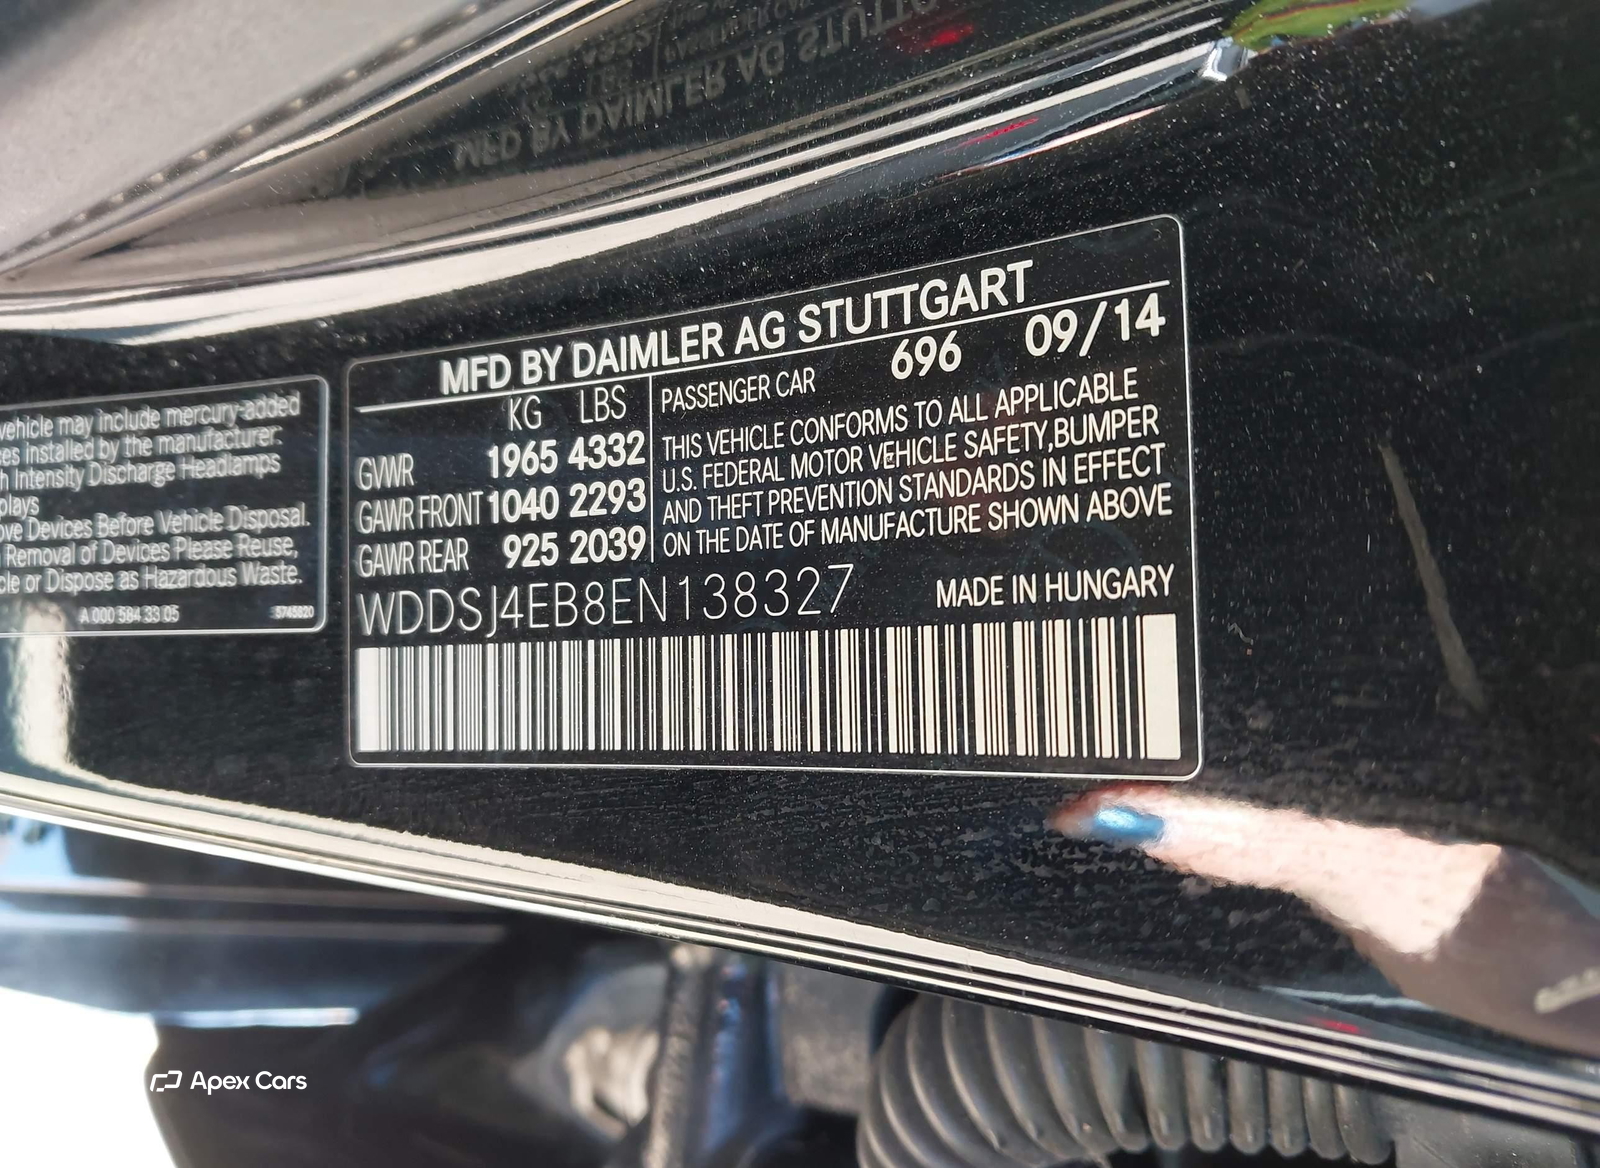 vehicle may include mercury-added
installed by the manufacturer:
Intensity Discharge Headlamps
Devices Before Vehicle Disposal.
Removal of Devices Please Reuse,
or Dispose as Hazardous Waste.
A 000 584 33 05 5745820
MFD BY DAIMLER AG STUTTGART
KG LBS
GVWR 1965 4332
GAWR FRONT 1040 2293
GAWR REAR 925 2039
PASSENGER CAR 696 09/14
THIS VEHICLE CONFORMS TO ALL APPLICABLE
U.S. FEDERAL MOTOR VEHICLE SAFETY,BUMPER
AND THEFT PREVENTION STANDARDS IN EFFECT
ON THE DATE OF MANUFACTURE SHOWN ABOVE
WDDSJ4EB8EN138327 MADE IN HUNGARY
Apex Cars